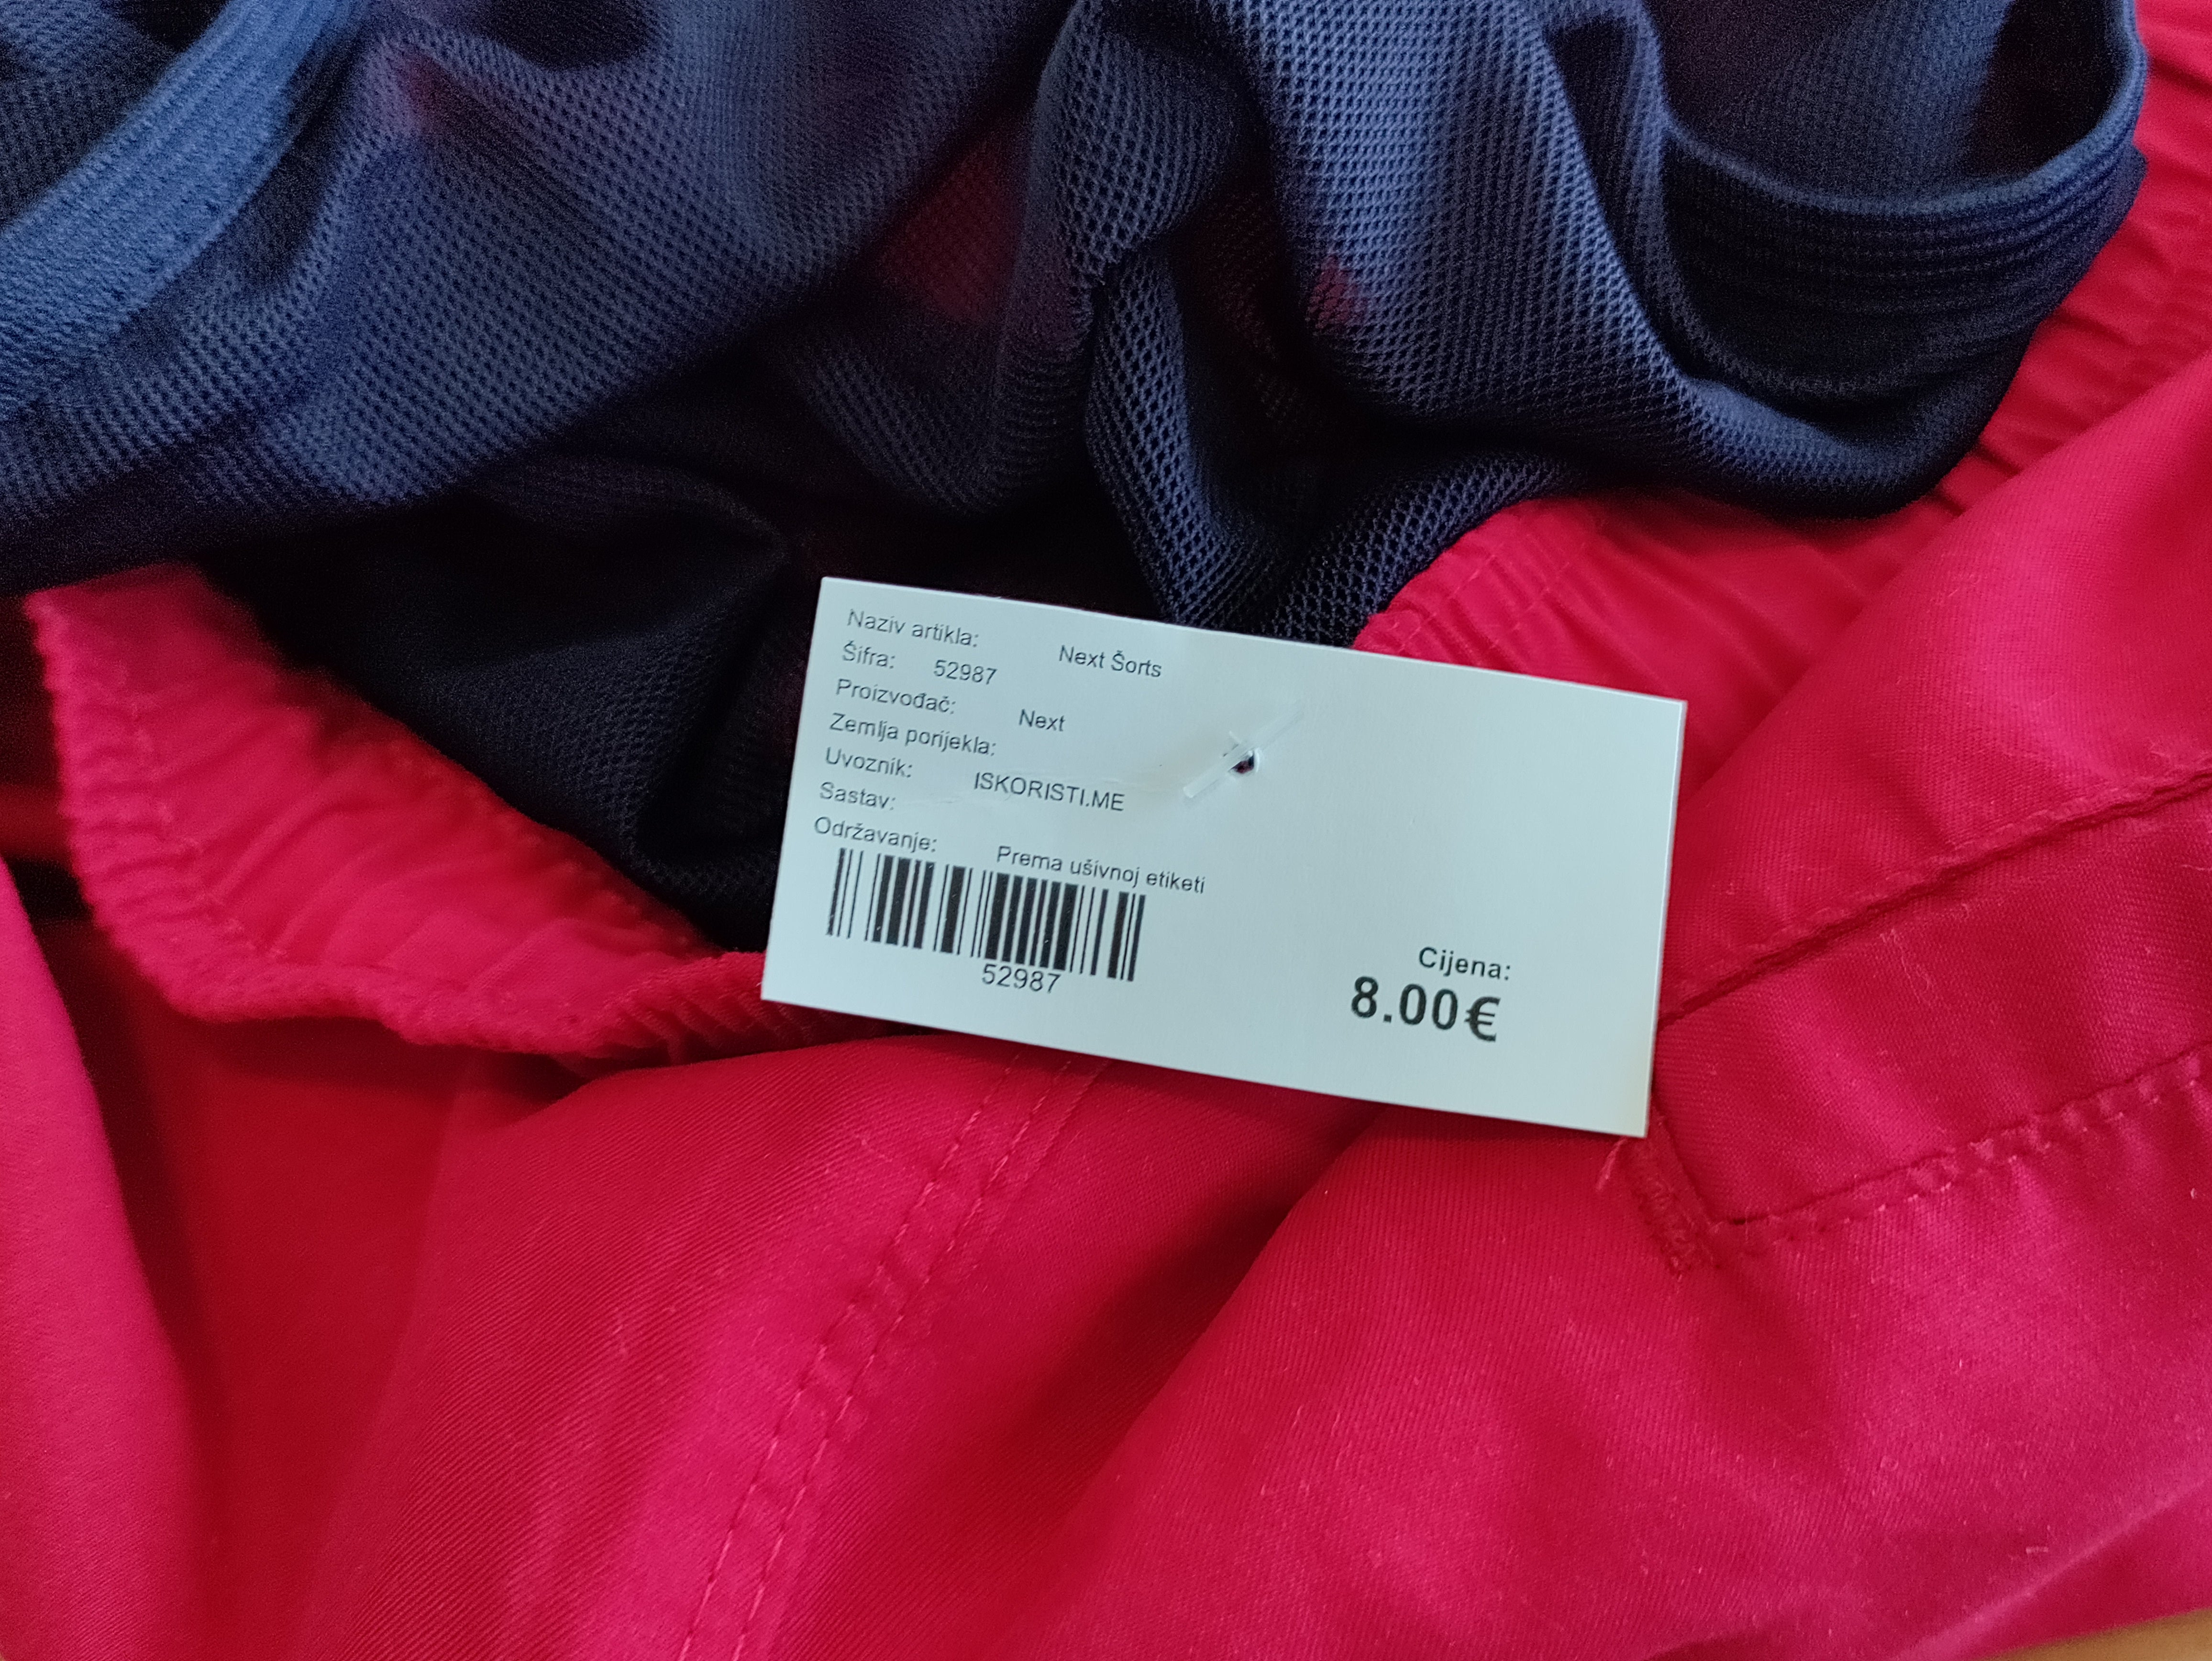 Naziv artikla: Next Šorts
Šifra: 52987
Proizvođač: Next
Zemlja porijekla:
Uvoznik: ISKORISTI.ME
Sastav:
Održavanje: Prema ušivnoj etiketi
52987
Cijena:
8.00€